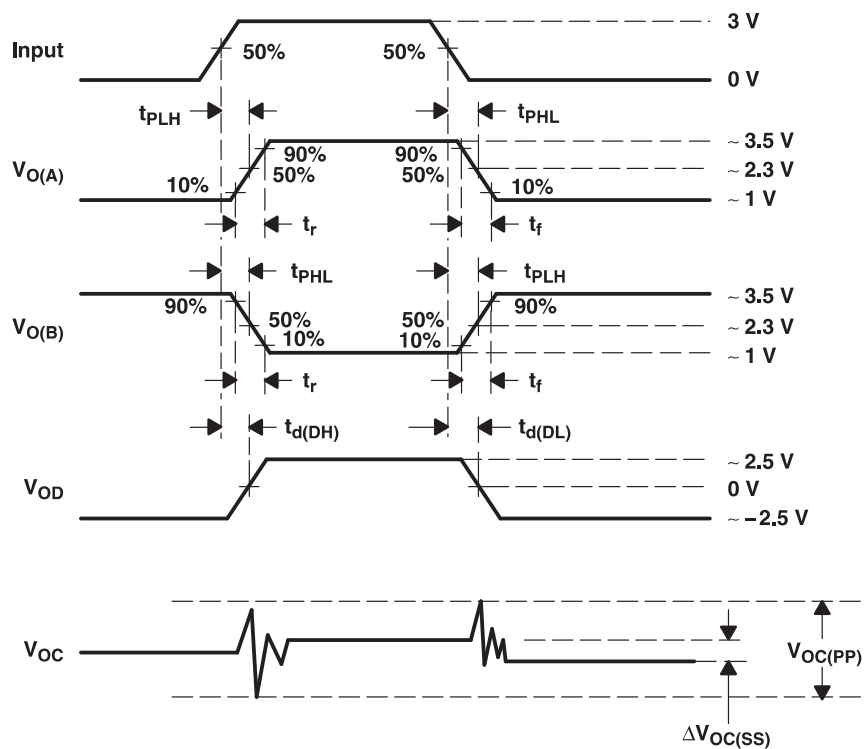 3 V
Input
50%
50%
0 V
tPLH
tPHL
~ 3.5 V
90%
90%
VO(A)
50%
50%
~ 2.3 V
10%
10%
~ 1 V
tr
tf
tPHL
tPLH
90%
90%
~ 3.5 V
VO(B)
50%
50%
~ 2.3 V
10%
10%
~ 1 V
tr
tf
td(DH)
td(DL)
~ 2.5 V
VOD
0 V
~ −2.5 V
VOC
VOC(PP)
ΔVOC(SS)